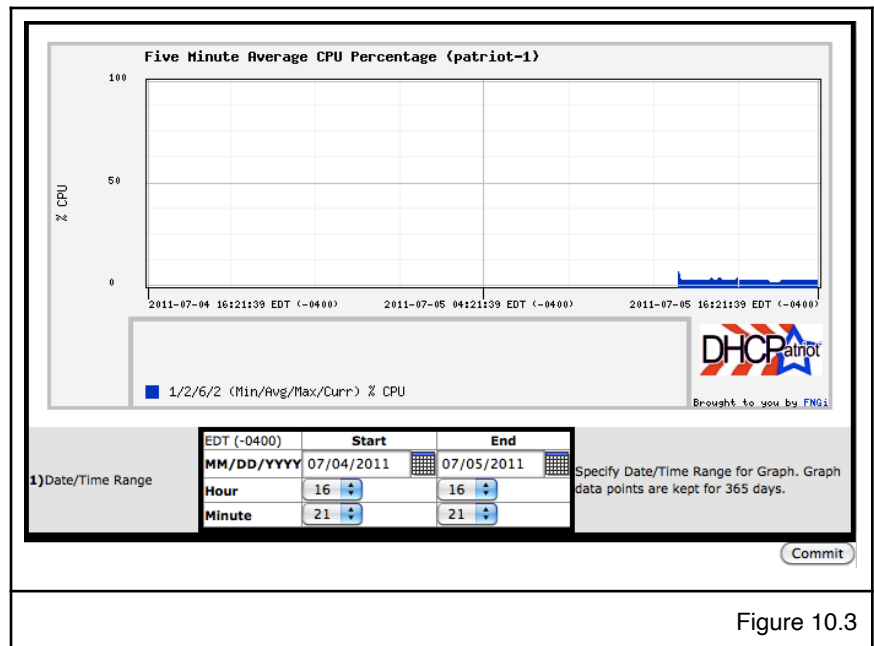 Five Minute Average CPU Percentage (patriot-1)
100
50
0
% CPU
2011-07-04 16:21:39 EDT (-0400) 2011-07-05 04:21:39 EDT (-0400) 2011-07-05 16:21:39 EDT (-0400)
DHCPatriot
1/2/6/2 (Min/Avg/Max/Curr) % CPU
Brought to you by FNGi
EDT (-0400) Start End
MM/DD/YYYY 07/04/2011 07/05/2011
1)Date/Time Range
Specify Date/Time Range for Graph. Graph
data points are kept for 365 days.
Hour 16 16
Minute 21 21
Commit
Figure 10.3